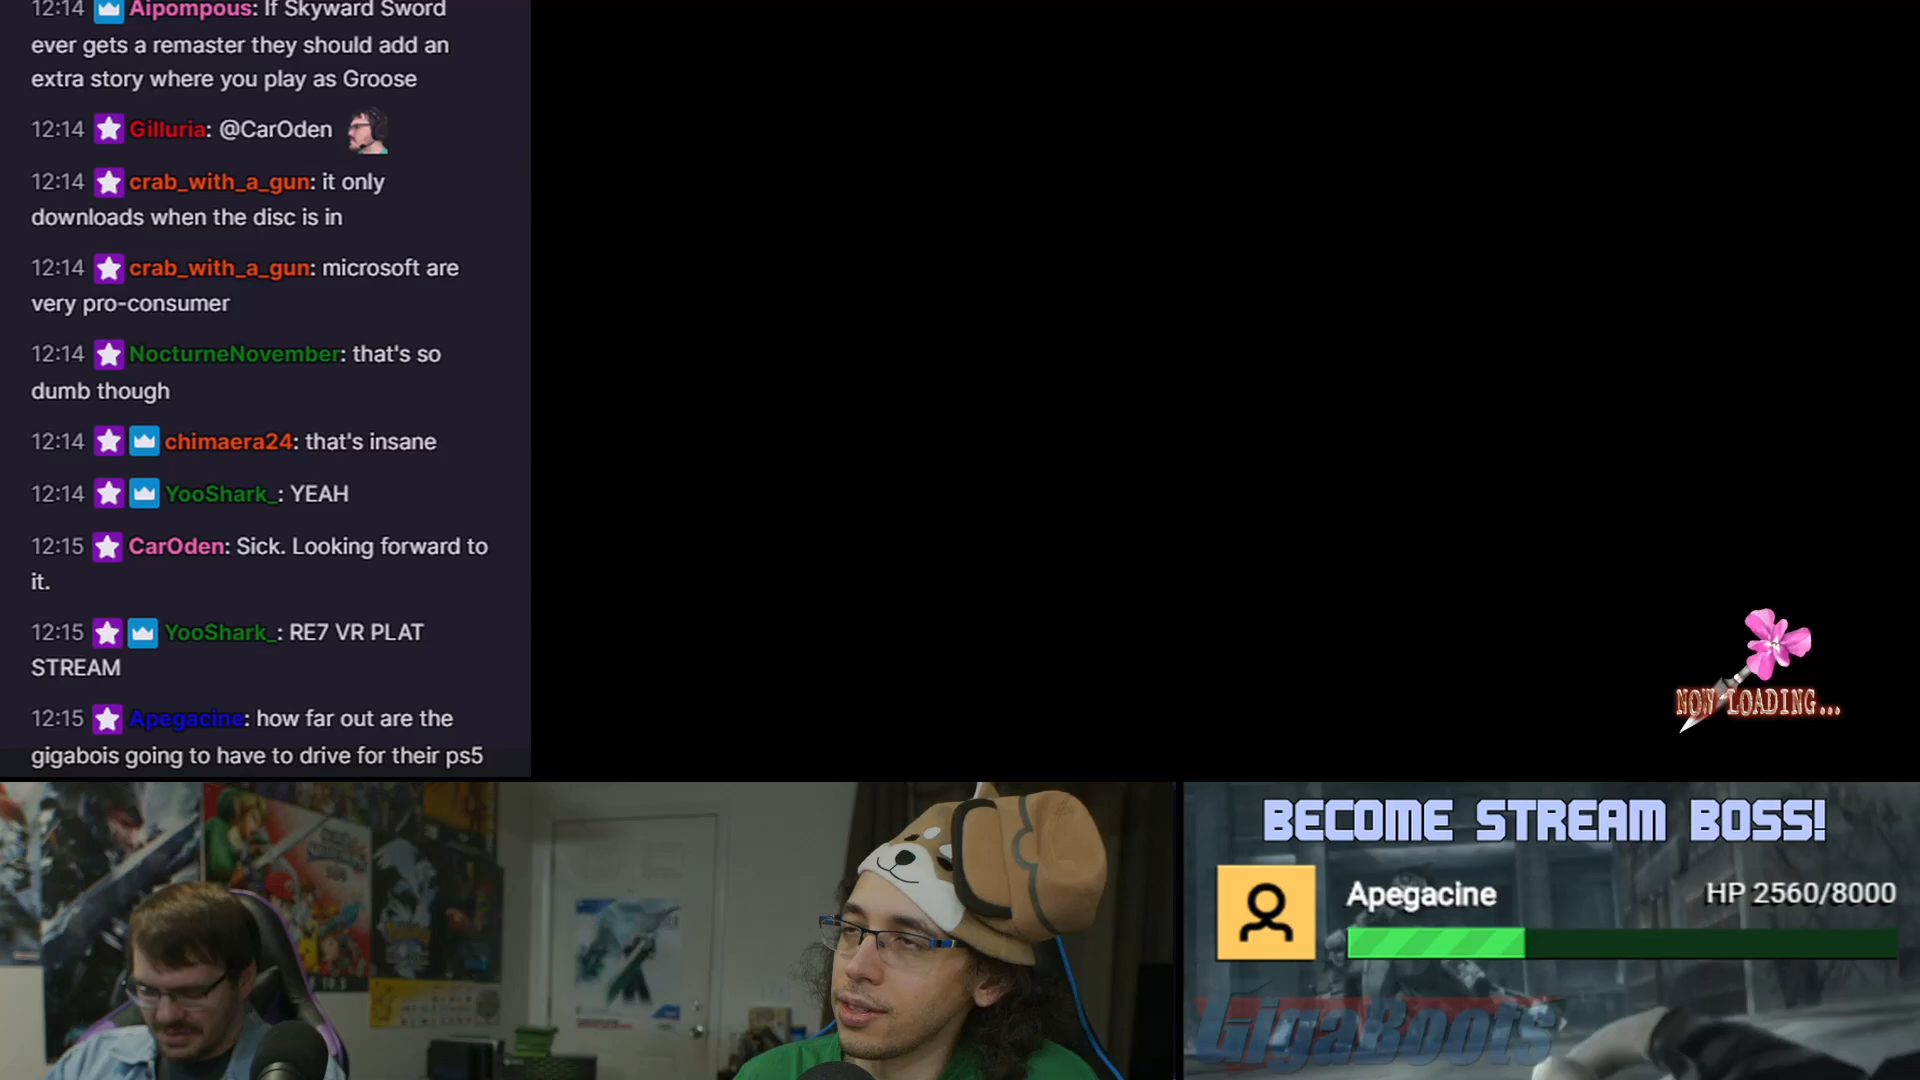 12:14 Aipompous: If Skyward Sword
ever gets a remaster they should add an
extra story where you play as Groose
12:14 Gilluria: @CarOden
12:14 crab_with_a_gun: it only
downloads when the disc is in
12:14 crab_with_a_gun: microsoft are
very pro-consumer
12:14 NocturneNovember: that's so
dumb though
12:14 chimaera24: that's insane
12:14 YooShark_: YEAH
12:15 CarOden: Sick. Looking forward to
it.
12:15 YooShark_: RE7 VR PLAT
STREAM
12:15 Apegacine: how far out are the
gigabois going to have to drive for their ps5
NOW LOADING...
BECOME STREAM BOSS!
Apegacine HP 2560/8000
GigaBoots